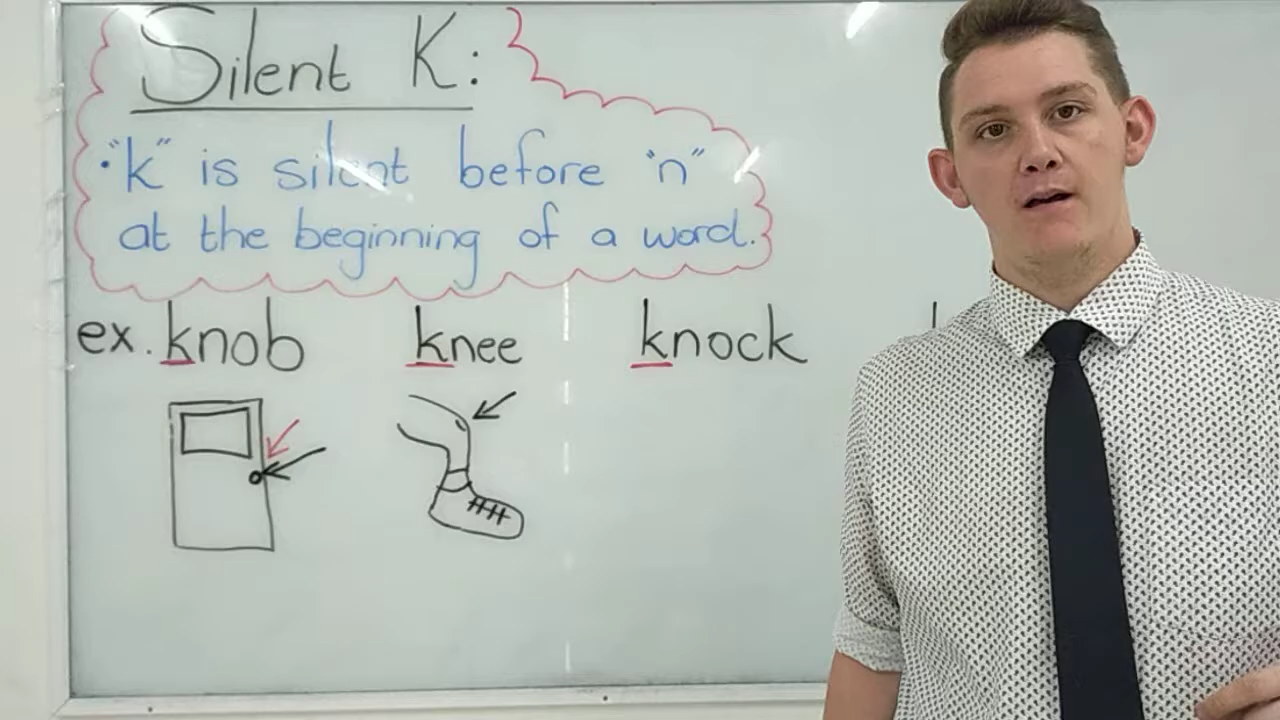 Silent K:
• "k" is silent before "n"
at the beginning of a word.
ex. knob knee knock